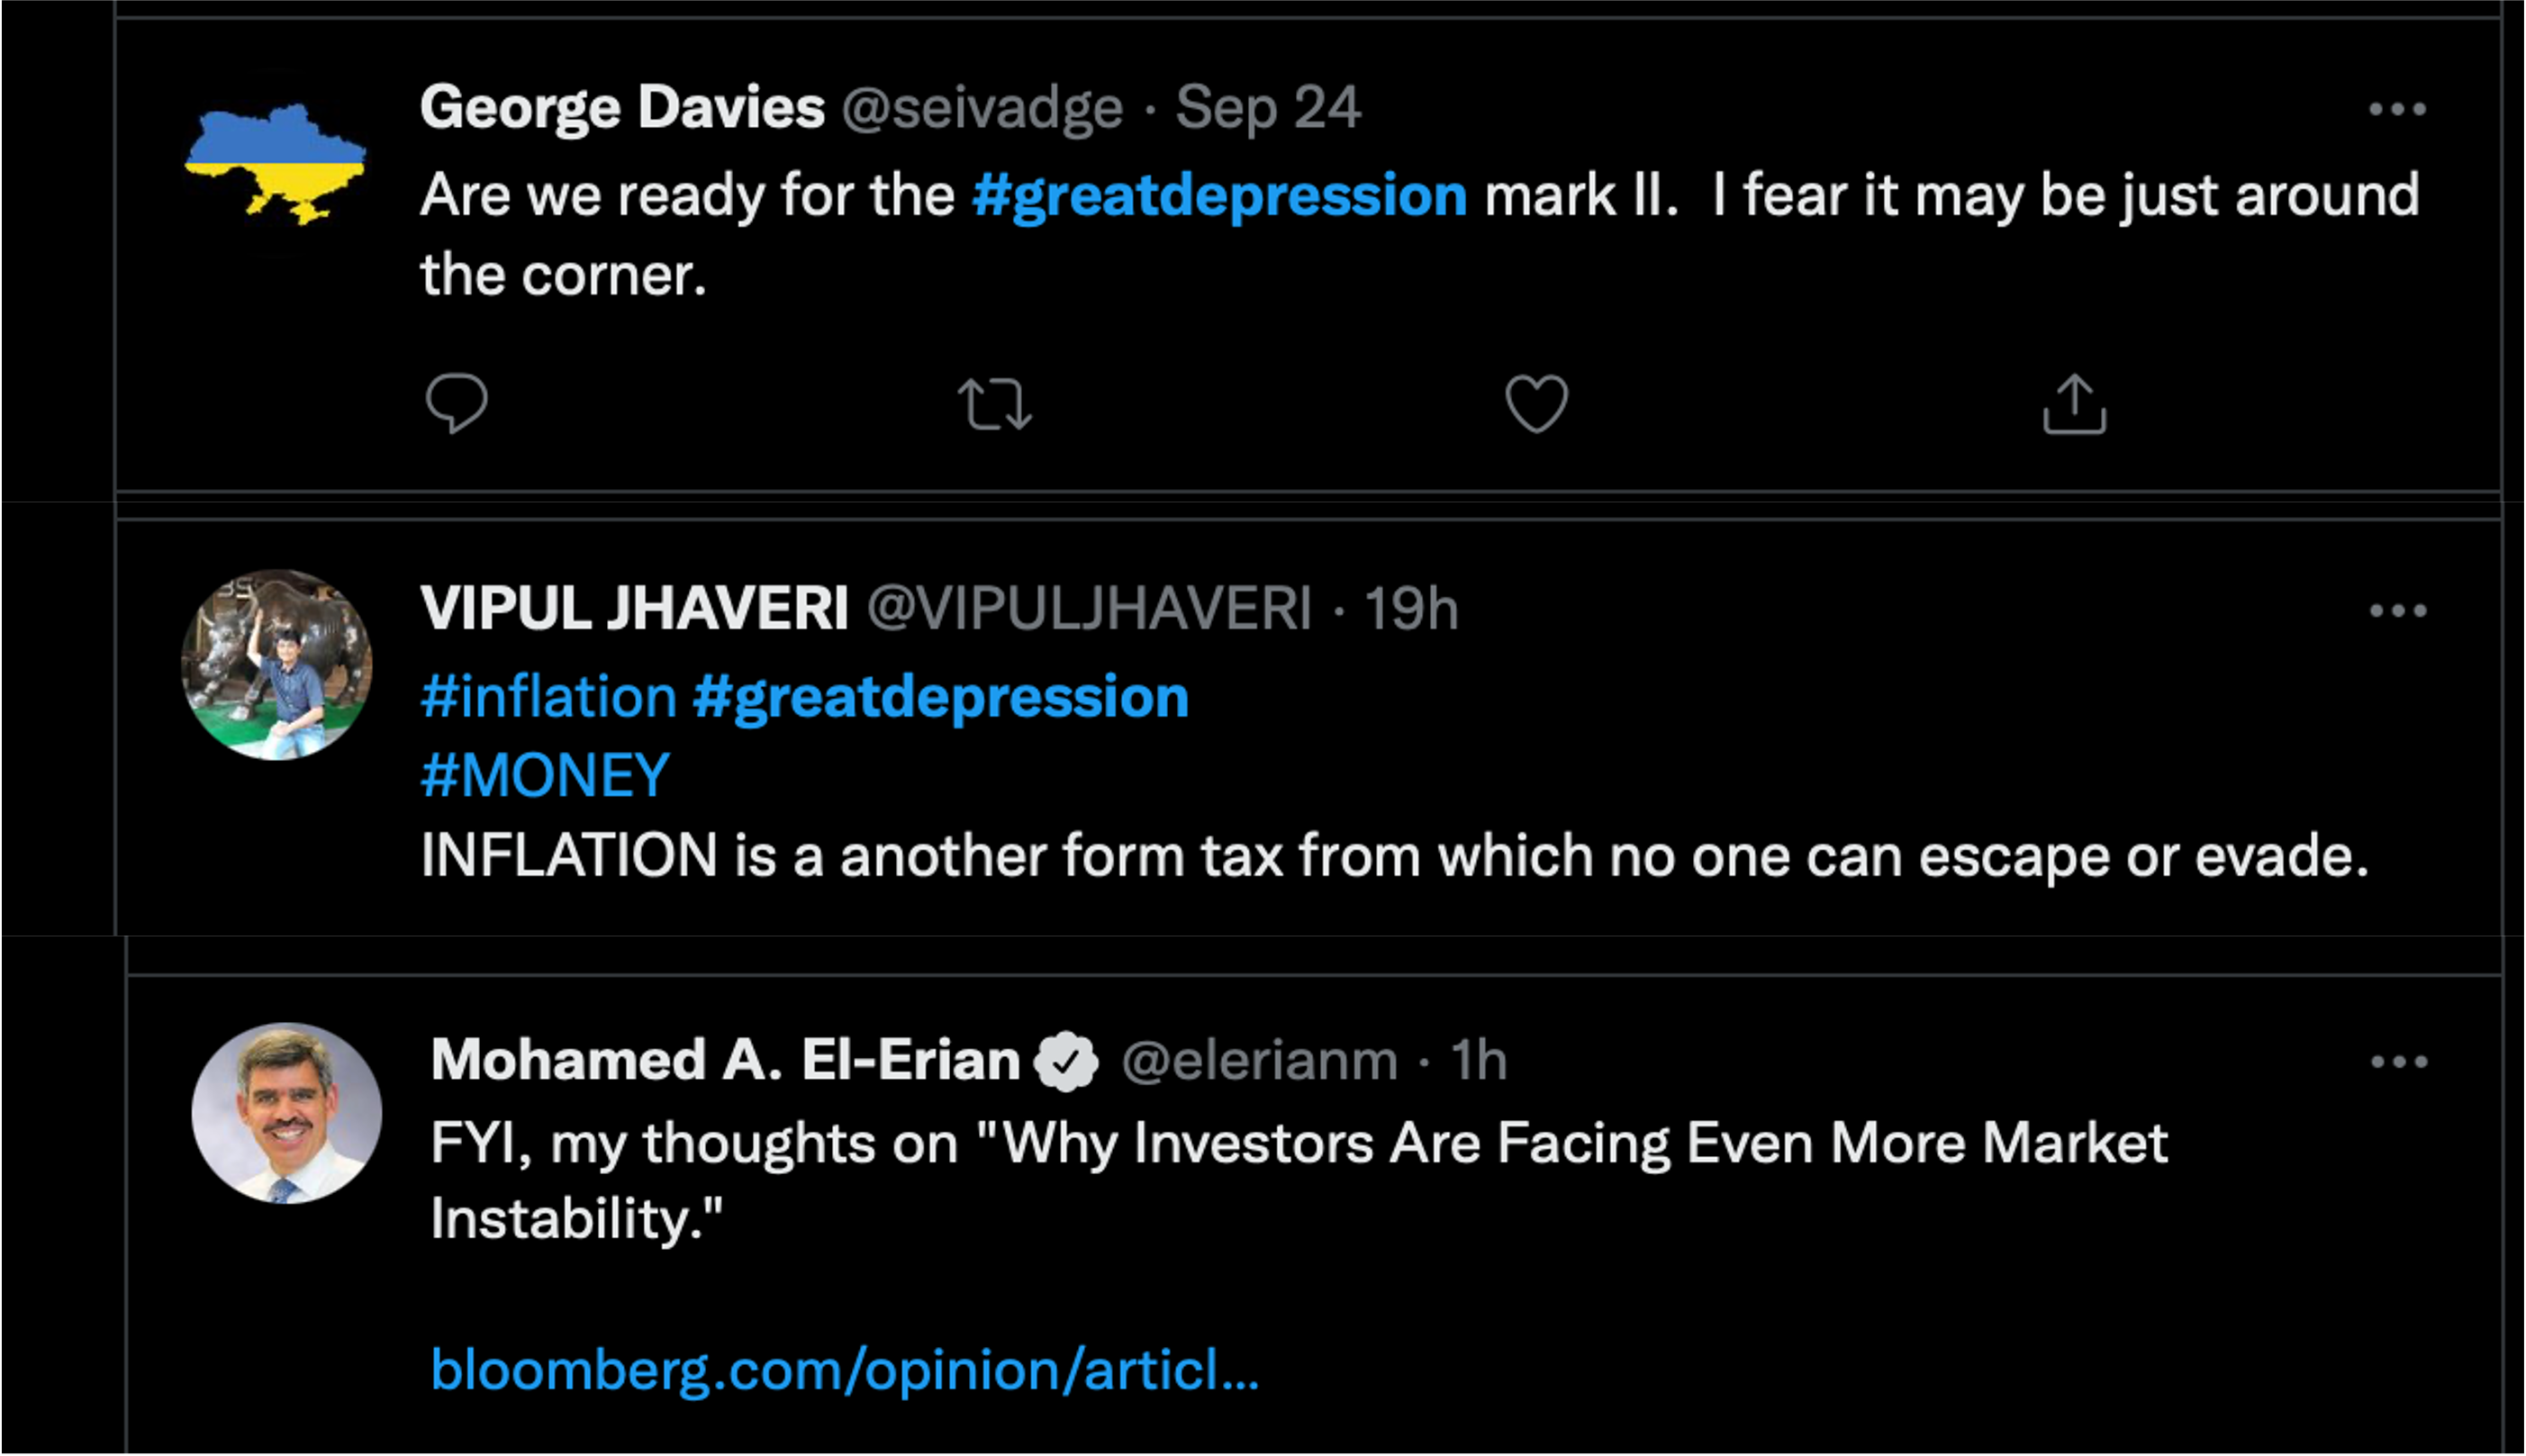 George Davies @seivadge · Sep 24
Are we ready for the #greatdepression mark II.  I fear it may be just around
the corner.
VIPUL JHAVERI @VIPULJHAVERI · 19h
#inflation #greatdepression
#MONEY
INFLATION is a another form tax from which no one can escape or evade.
Mohamed A. El-Erian @elerianm · 1h
FYI, my thoughts on "Why Investors Are Facing Even More Market
Instability."
bloomberg.com/opinion/articl...